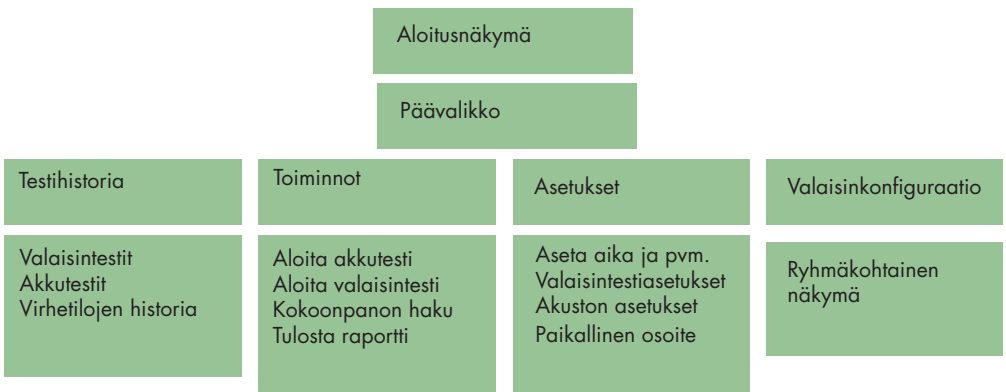 Aloitusnäkymä
Päävalikko
Testihistoria
Toiminnot
Asetukset
Valaisinkonfiguraatio
Valaisintestit
Akkutestit
Virhetilojen historia
Aloita akkutesti
Aloita valaisintesti
Kokoonpanon haku
Tulosta raportti
Aseta aika ja pvm.
Valaisintestiasetukset
Akuston asetukset
Paikallinen osoite
Ryhmäkohtainen
näkymä